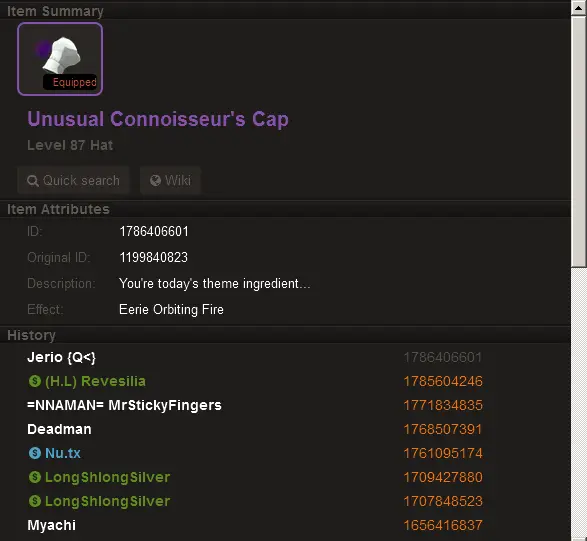 Item Summary
Equipped
Unusual Connoisseur's Cap
Level 87 Hat
Quick search Wiki
Item Attributes
ID: 1786406601
Original ID: 1199840823
Description: You're today's theme ingredient...
Effect: Eerie Orbiting Fire
History
Jerio {Q<} 1786406601
S (H.L) Revesilia 1785604246
=NNAMAN= MrStickyFingers 1771834835
Deadman 1768507391
S Nu.tx 1761095174
S LongShlongSilver 1709427880
S LongShlongSilver 1707848523
Myachi 1656416837